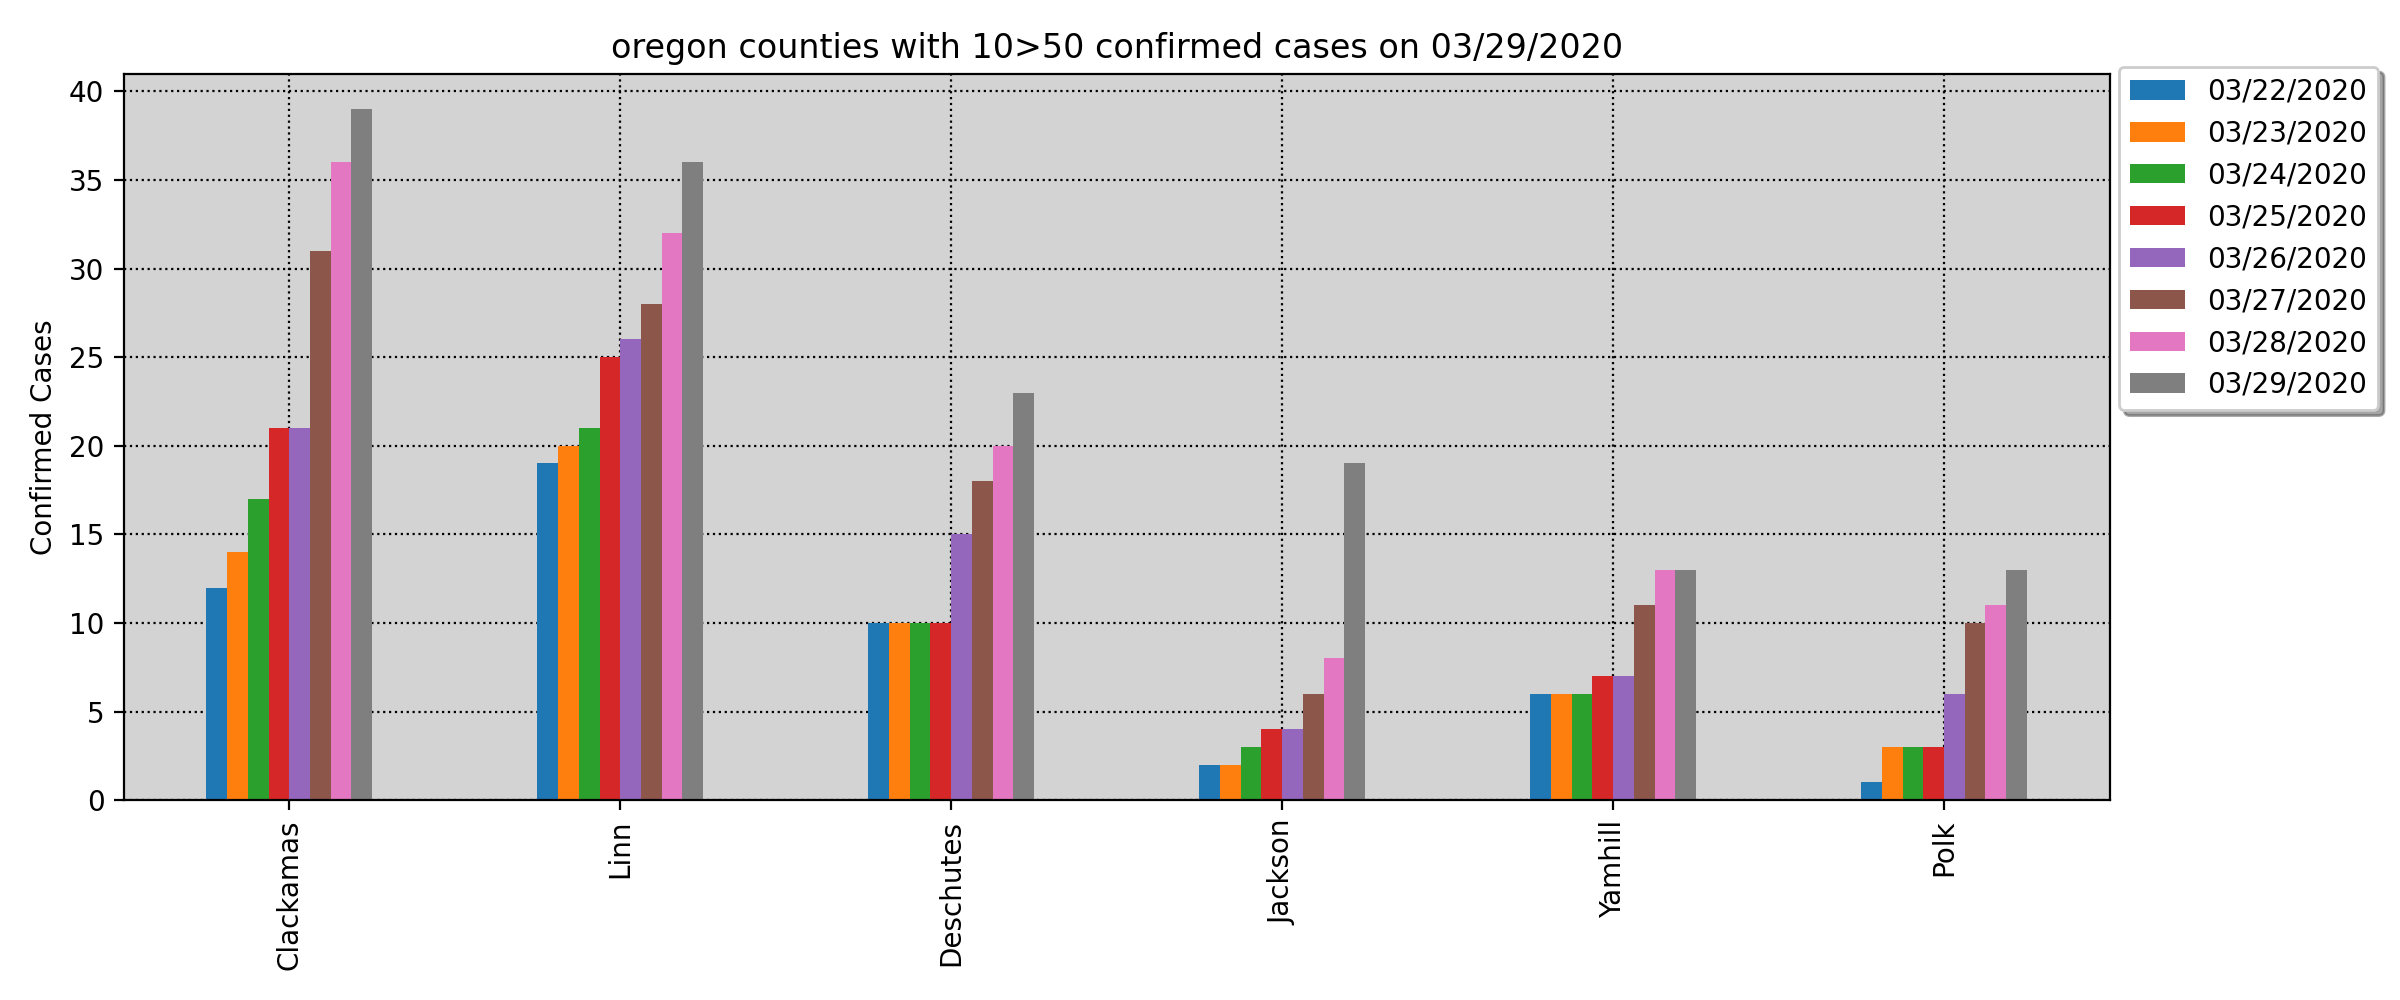 oregon counties with 10>50 confirmed cases on 03/29/2020
40
35
30
25
20
15
10
5
0
Confirmed Cases
Clackamas
Linn
Deschutes
Jackson
Yamhill
Polk
03/22/2020
03/23/2020
03/24/2020
03/25/2020
03/26/2020
03/27/2020
03/28/2020
03/29/2020